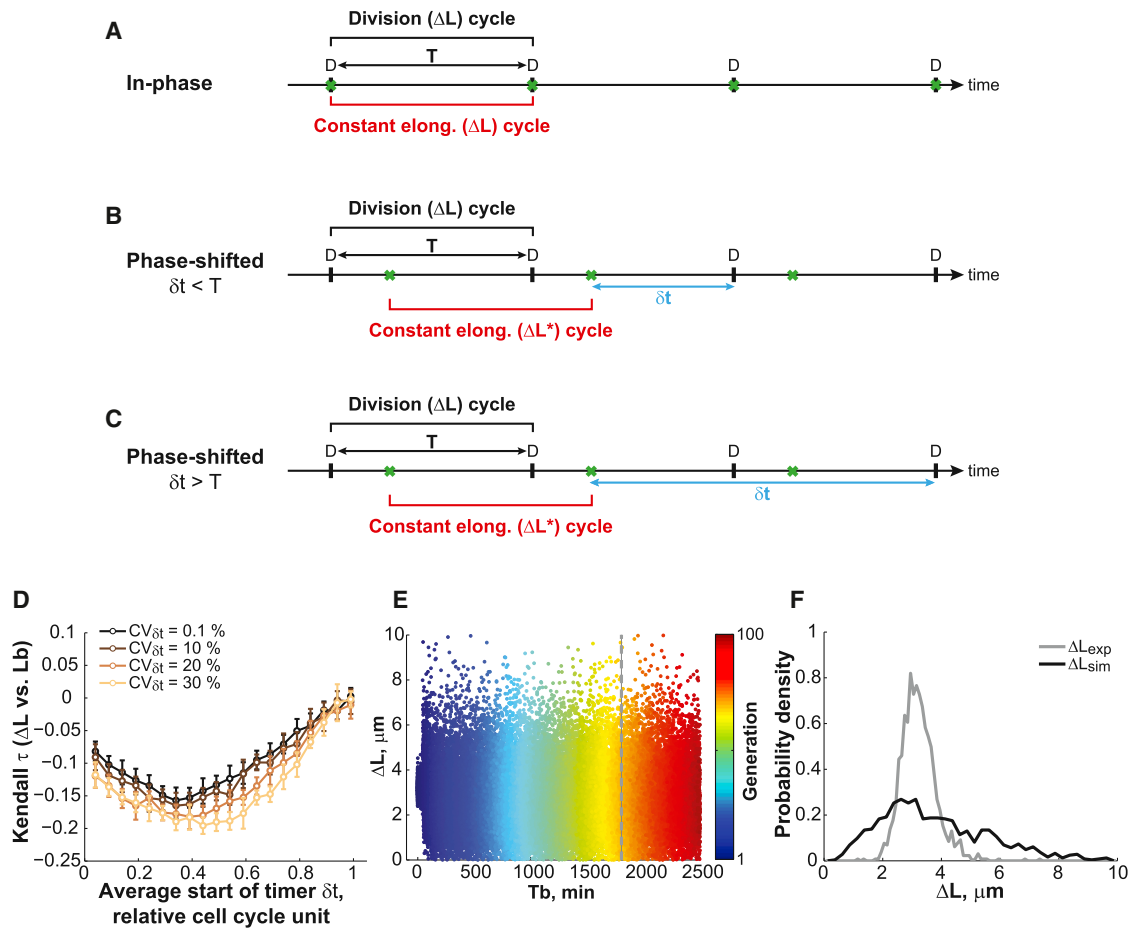 A
Division (ΔL) cycle
T
D D D D
In-phase
time
Constant elong. (ΔL) cycle
B
Division (ΔL) cycle
Phase-shifted
δt < T
T
D D D D
time
δt
Constant elong. (ΔL*) cycle
C
Division (ΔL) cycle
Phase-shifted
δt > T
T
D D D D
time
δt
Constant elong. (ΔL*) cycle
D
CVδt = 0.1 %
CVδt = 10 %
CVδt = 20 %
CVδt = 30 %
Kendall τ (ΔL vs. Lb)
0.1
0.05
0
−0.05
−0.1
−0.15
−0.2
−0.25
0 0.2 0.4 0.6 0.8 1
Average start of timer δt,
relative cell cycle unit
E
ΔL, μm
10
8
6
4
2
0
0 500 1000 1500 2000 2500
Tb, min
100
Generation
1
F
ΔLexp
ΔLsim
Probability density
1
0.8
0.6
0.4
0.2
0
0 2 4 6 8 10
ΔL, μm